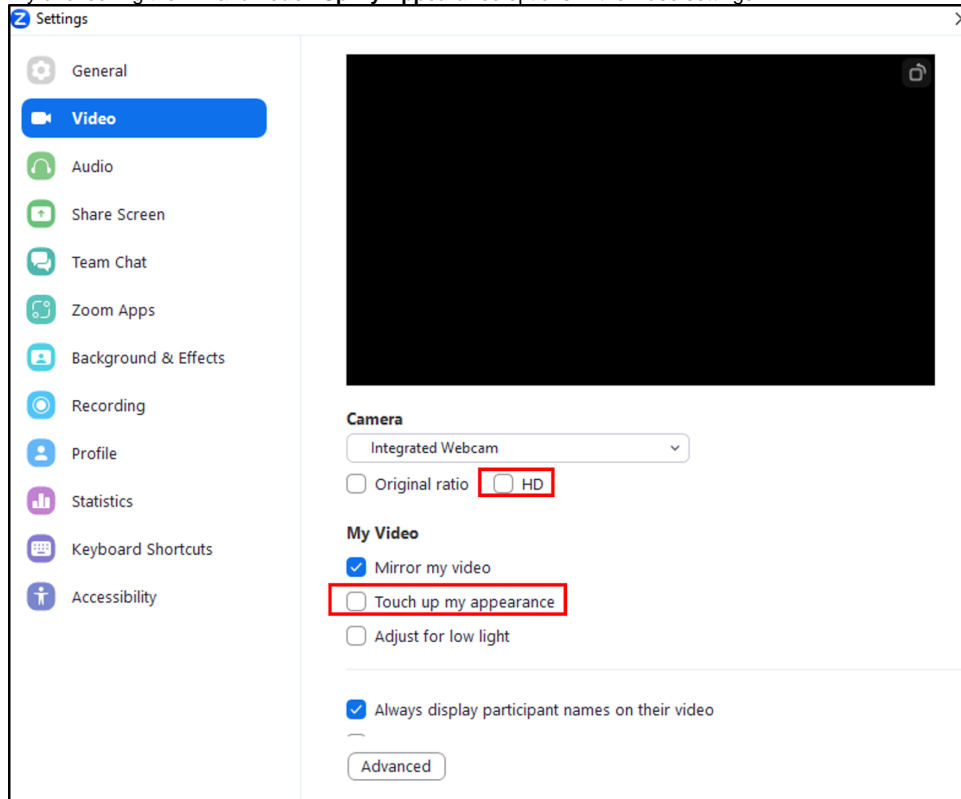 Settings
General
Video
Audio
Share Screen
Team Chat
Zoom Apps
Background & Effects
Recording
Profile
Statistics
Keyboard Shortcuts
Accessibility
Camera
Integrated Webcam
Original ratio HD
My Video
Mirror my video
Touch up my appearance
Adjust for low light
Always display participant names on their video
Advanced